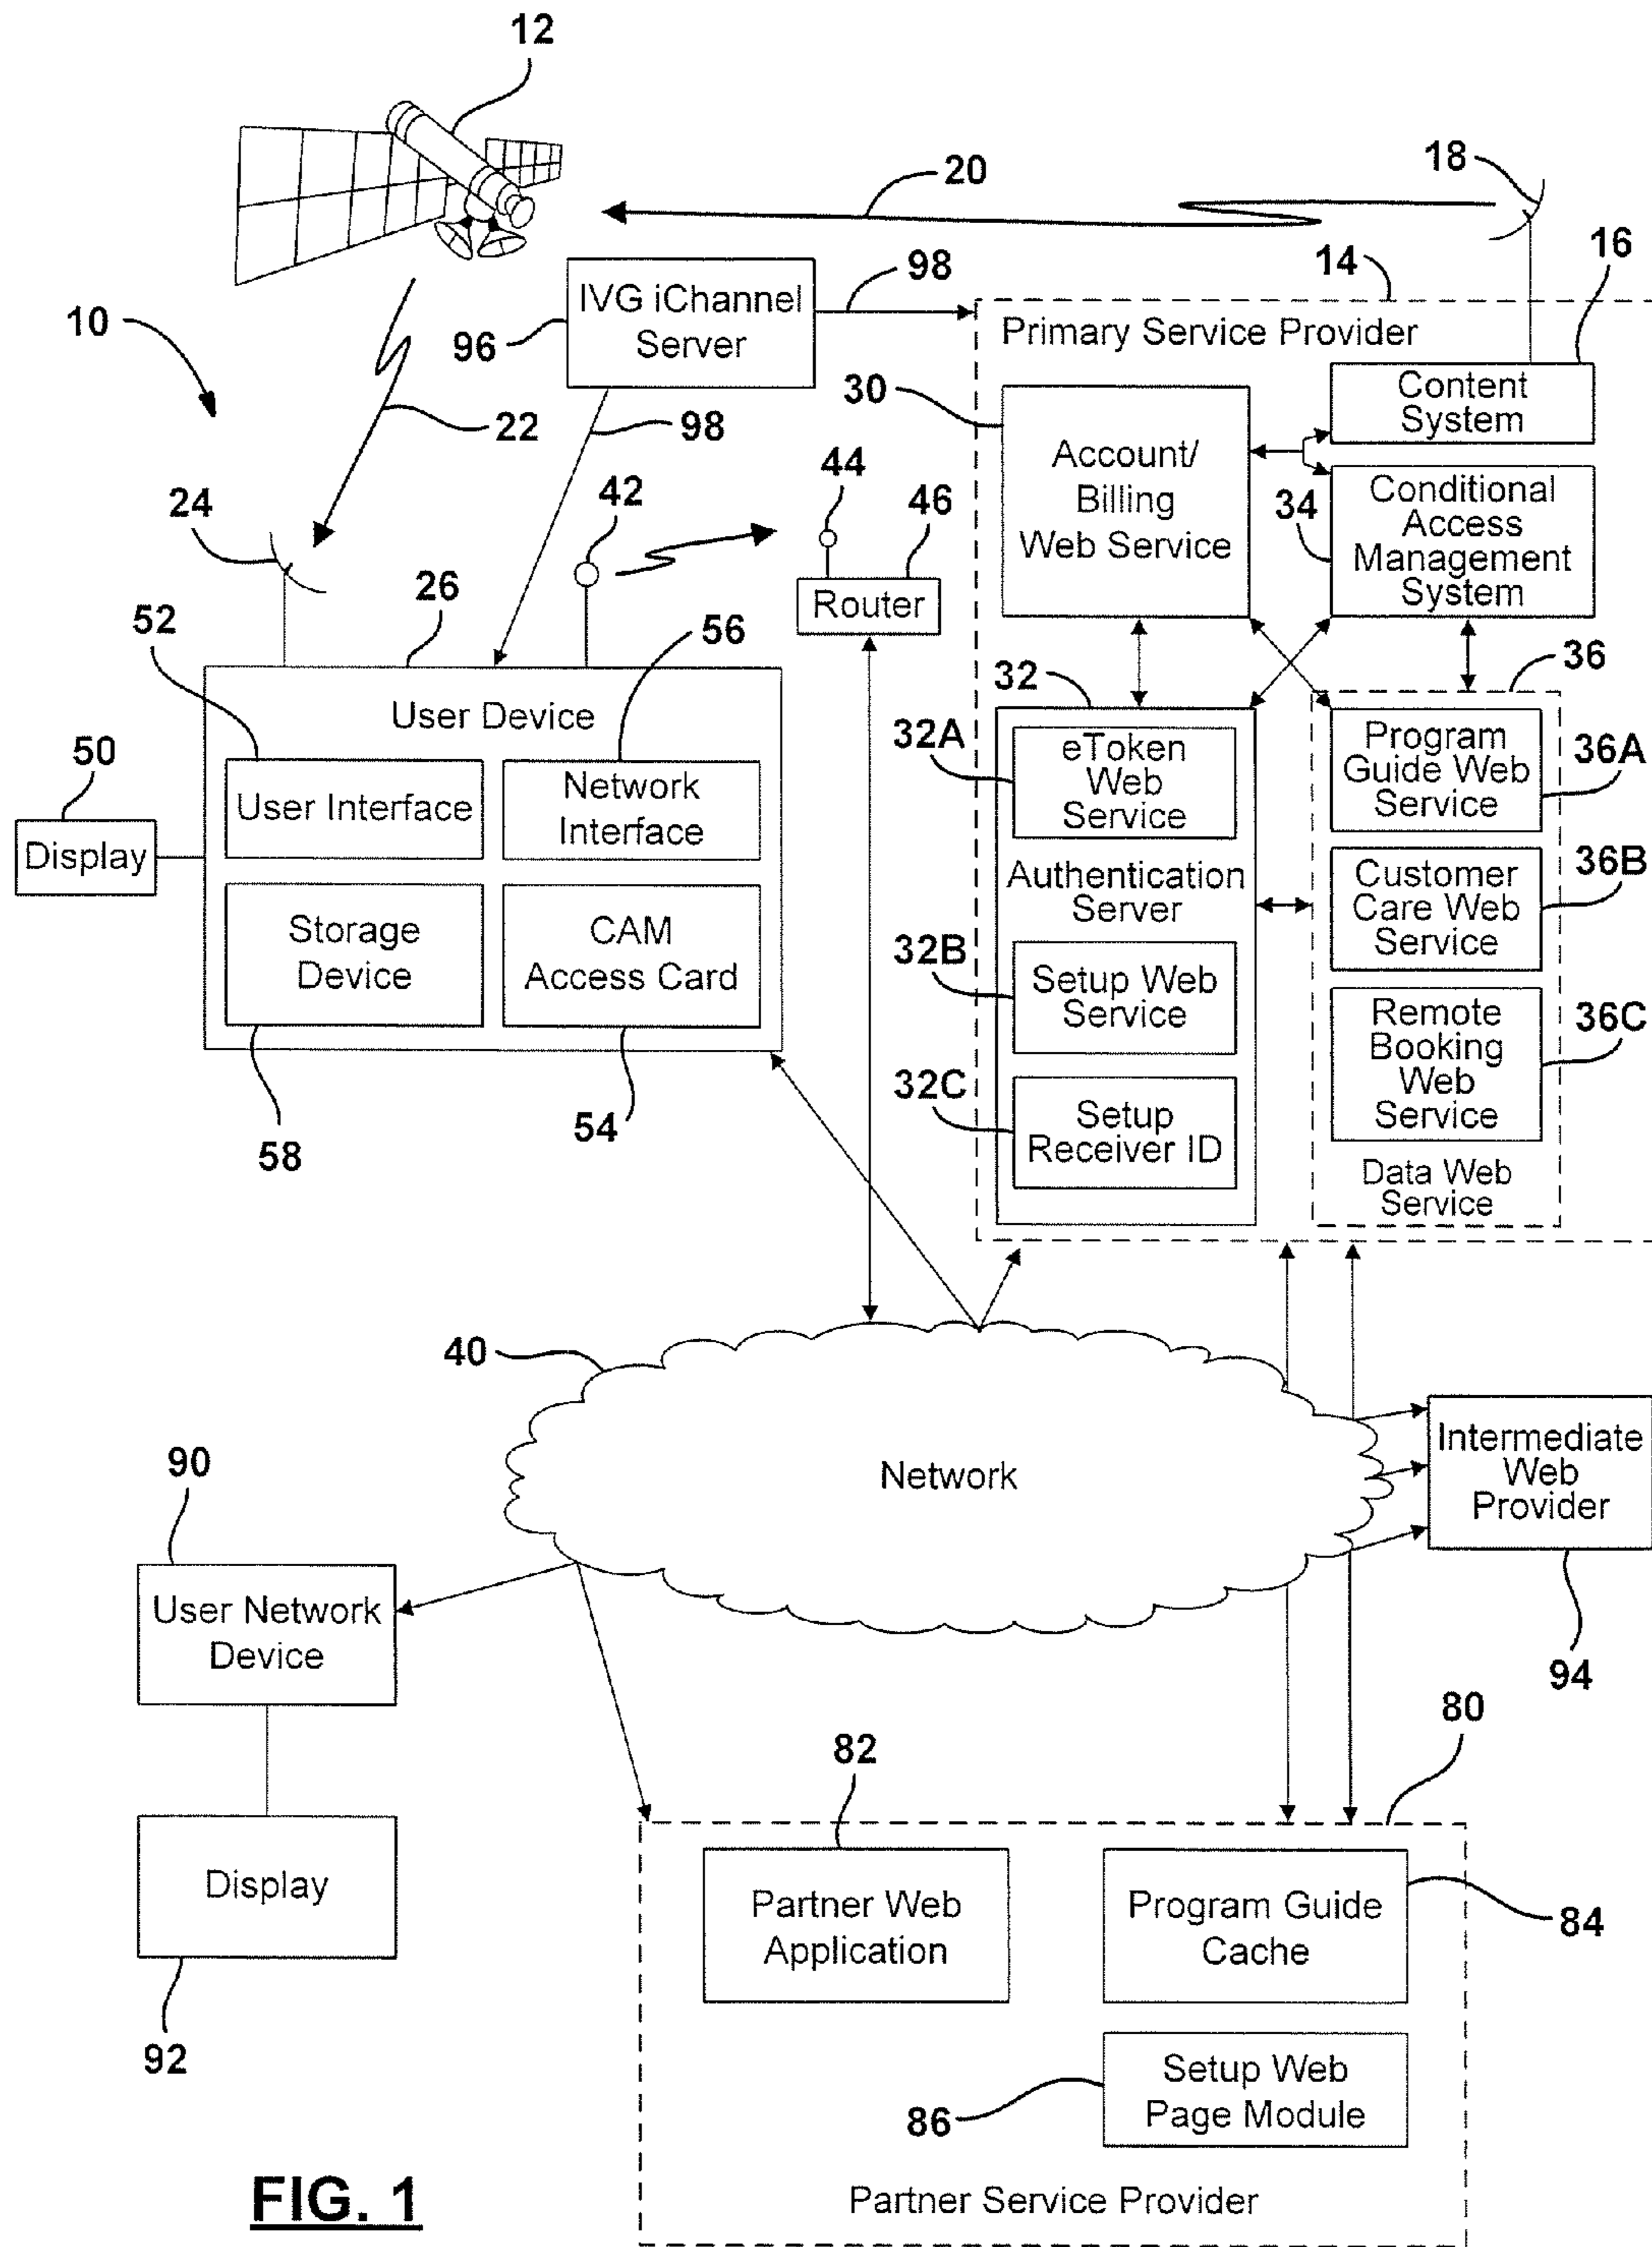 12
20
18
14
16
98
10
IVG iChannel
Server
96
Primary Service Provider
Content
System
30
22
98
Account/
Billing
Web Service
44
46
34
Conditional
Access
Management
System
24
42
Router
26
52
56
32
36
User Device
32A
eToken
Web
Service
Program
Guide Web
Service
36A
50
Display
User Interface
Network
Interface
Authentication
Server
Customer
Care Web
Service
36B
Storage
Device
CAM
Access Card
32B
Setup Web
Service
Remote
Booking
Web
Service
36C
58
54
32C
Setup
Receiver ID
Data Web
Service
40
Network
Intermediate
Web
Provider
94
90
User Network
Device
80
82
Display
92
Partner Web
Application
Program Guide
Cache
84
Setup Web
Page Module
86
Partner Service Provider
FIG. 1